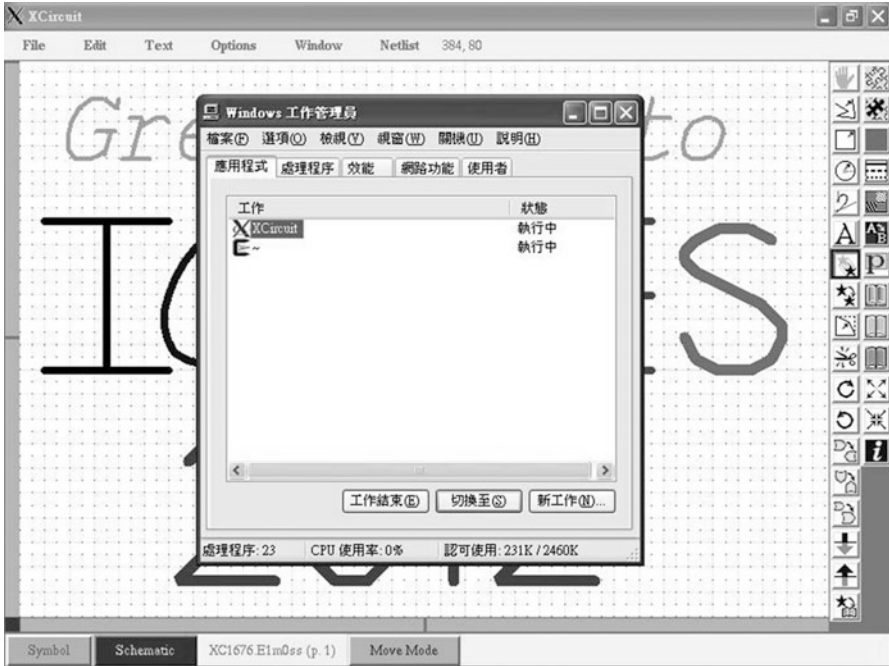 XCircuit
File Edit Text Options Window Netlist 384, 80
Gre to
Windows 工作管理員
檔案(F) 選項(O) 檢視(V) 視窗(W) 關機(U) 說明(H)
應用程式 處理程序 效能 網路功能 使用者
工作 狀態
XCircuit 執行中
~ 執行中
I S
工作結束(E) 切換至(S) 新工作(N)...
處理程序: 23 CPU 使用率: 0% 認可使用: 231K / 2460K
2012
Symbol Schematic XC1676.E1m0ss (p. 1) Move Mode